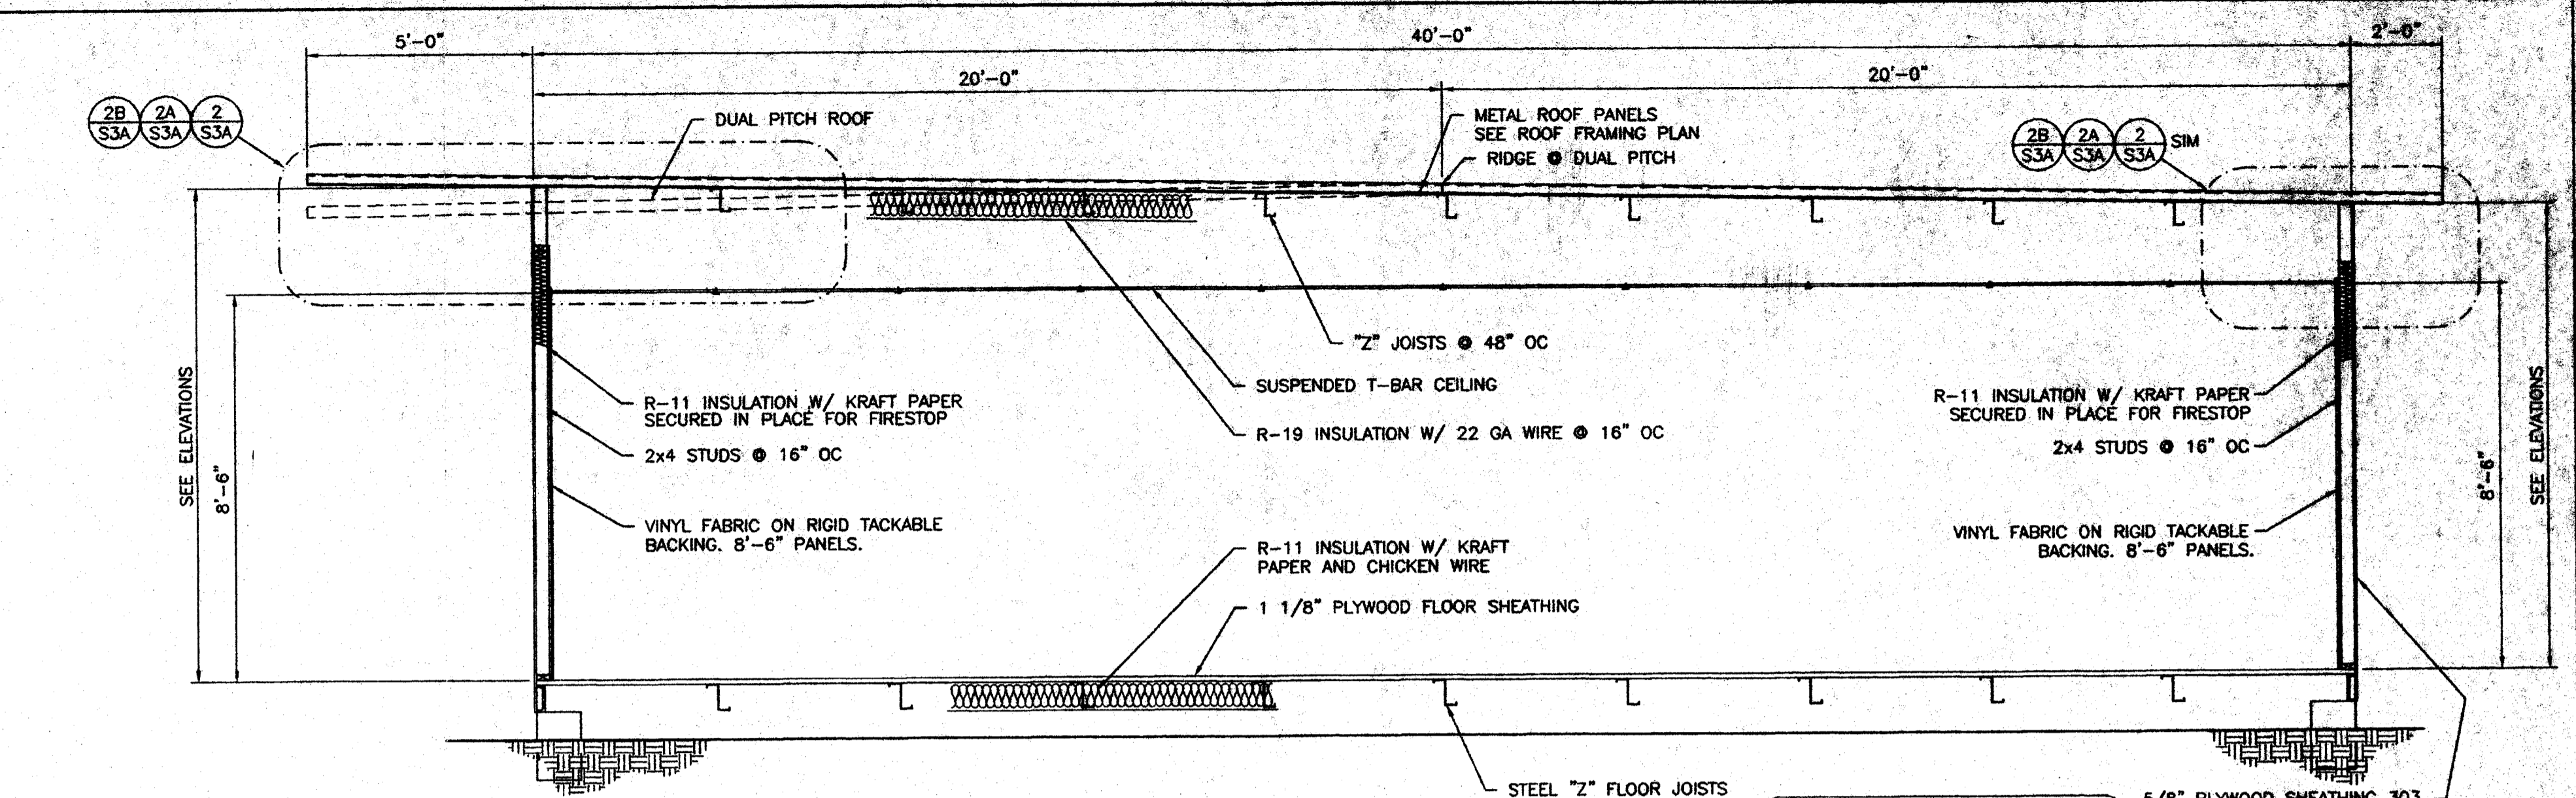 5'-0"
40'-0"
2'-0"
20'-0"
20'-0"
2B
S3A
2A
S3A
2
S3A
DUAL PITCH ROOF
METAL ROOF PANELS
SEE ROOF FRAMING PLAN
RIDGE @ DUAL PITCH
2B
S3A
2A
S3A
2
S3A
SIM
"Z" JOISTS @ 48" OC
SUSPENDED T-BAR CEILING
R-19 INSULATION W/ 22 GA WIRE @ 16" OC
SEE ELEVATIONS
8'-6"
R-11 INSULATION W/ KRAFT PAPER
SECURED IN PLACE FOR FIRESTOP
2x4 STUDS @ 16" OC
VINYL FABRIC ON RIGID TACKABLE
BACKING. 8'-6" PANELS.
R-11 INSULATION W/ KRAFT
PAPER AND CHICKEN WIRE
1 1/8" PLYWOOD FLOOR SHEATHING
R-11 INSULATION W/ KRAFT PAPER
SECURED IN PLACE FOR FIRESTOP
2x4 STUDS @ 16" OC
VINYL FABRIC ON RIGID TACKABLE
BACKING. 8'-6" PANELS.
8'-6"
SEE ELEVATIONS
STEEL "Z" FLOOR JOISTS
5/8" PLYWOOD SHEATHING 303